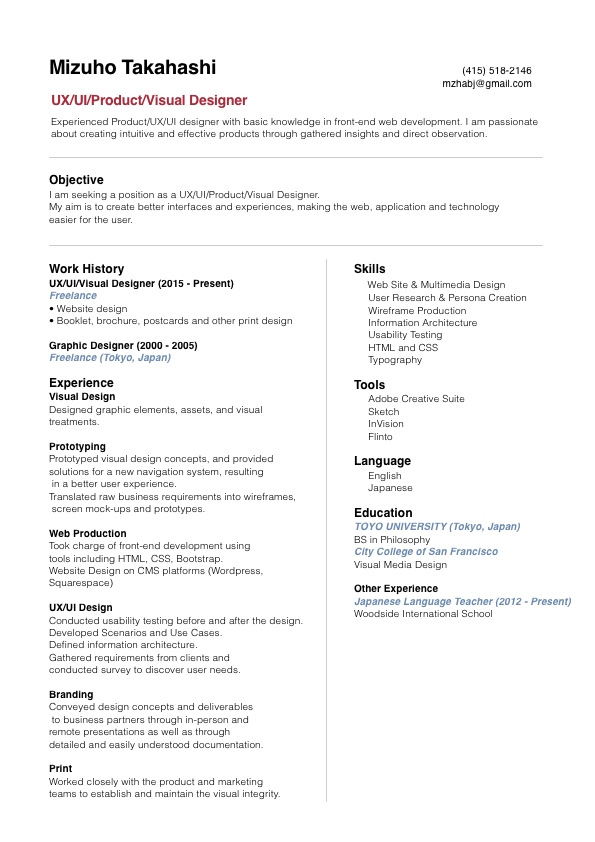 Mizuho Takahashi
(415) 518-2146
mzhabj@gmail.com
UX/UI/Product/Visual Designer
Experienced Product/UX/UI designer with basic knowledge in front-end web development. I am passionate
about creating intuitive and effective products through gathered insights and direct observation.
Objective
I am seeking a position as a UX/UI/Product/Visual Designer.
My aim is to create better interfaces and experiences, making the web, application and technology
easier for the user.
Work History
UX/UI/Visual Designer (2015 - Present)
Freelance
• Website design
• Booklet, brochure, postcards and other print design
Graphic Designer (2000 - 2005)
Freelance (Tokyo, Japan)
Experience
Visual Design
Designed graphic elements, assets, and visual
treatments.
Prototyping
Prototyped visual design concepts, and provided
solutions for a new navigation system, resulting
in a better user experience.
Translated raw business requirements into wireframes,
screen mock-ups and prototypes.
Web Production
Took charge of front-end development using
tools including HTML, CSS, Bootstrap.
Website Design on CMS platforms (Wordpress,
Squarespace)
UX/UI Design
Conducted usability testing before and after the design.
Developed Scenarios and Use Cases.
Defined information architecture.
Gathered requirements from clients and
conducted survey to discover user needs.
Branding
Conveyed design concepts and deliverables
to business partners through in-person and
remote presentations as well as through
detailed and easily understood documentation.
Print
Worked closely with the product and marketing
teams to establish and maintain the visual integrity.
Skills
Web Site & Multimedia Design
User Research & Persona Creation
Wireframe Production
Information Architecture
Usability Testing
HTML and CSS
Typography
Tools
Adobe Creative Suite
Sketch
InVision
Flinto
Language
English
Japanese
Education
TOYO UNIVERSITY (Tokyo, Japan)
BS in Philosophy
City College of San Francisco
Visual Media Design
Other Experience
Japanese Language Teacher (2012 - Present)
Woodside International School